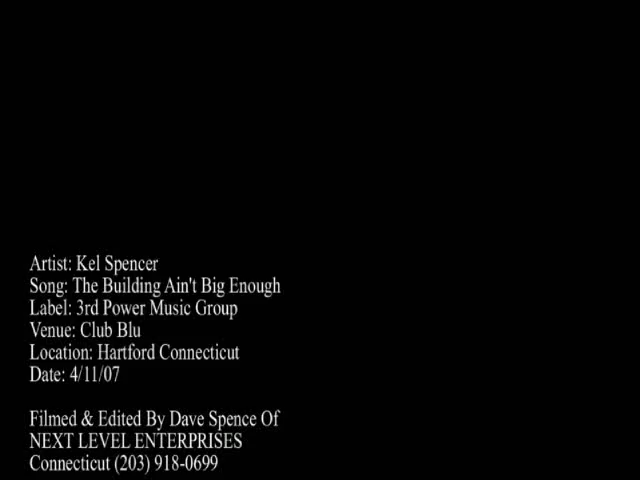 Artist: Kel Spencer
Song: The Building Ain't Big Enough
Label: 3rd Power Music Group
Venue: Club Blu
Location: Hartford Connecticut
Date: 4/11/07
Filmed & Edited By Dave Spence Of
NEXT LEVEL ENTERPRISES
Connecticut (203) 918-0699